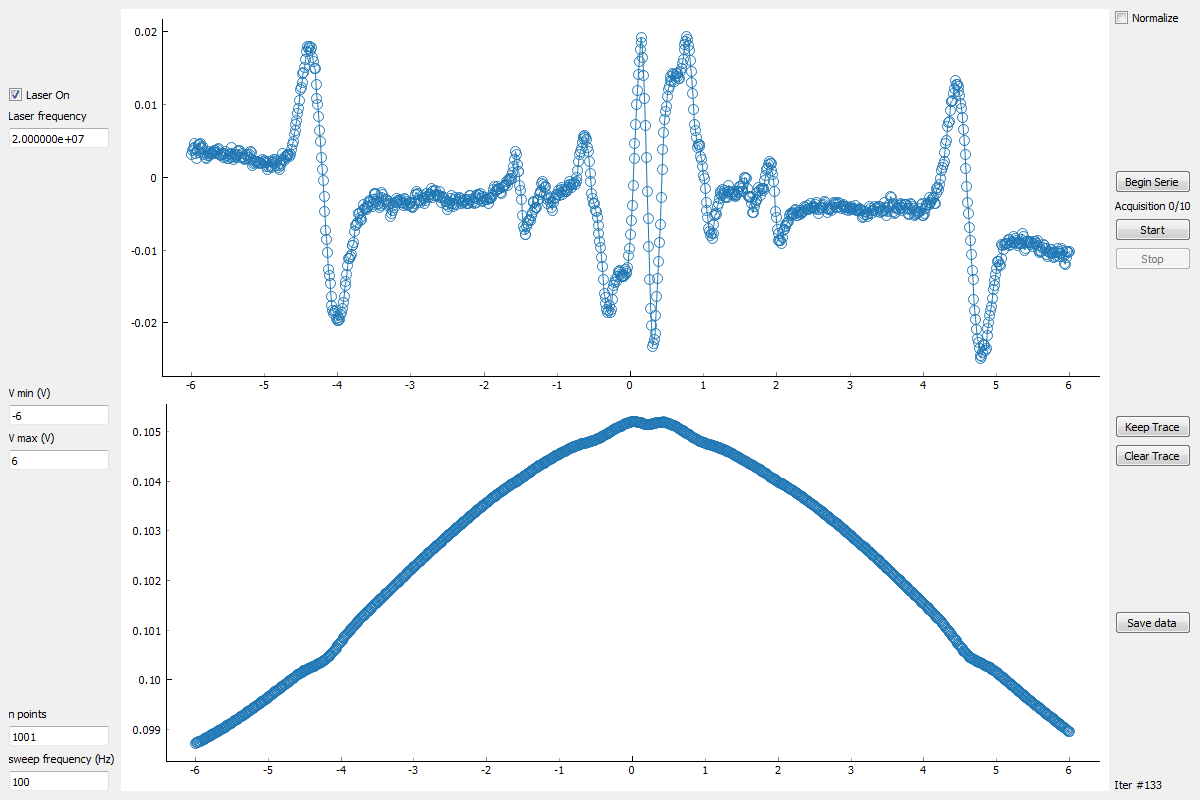 Laser On
Laser frequency
2.000000e+07
V min (V)
-6
V max (V)
6
n points
1001
sweep frequency (Hz)
100
0.02
0.01
0
-0.01
-0.02
-6 -5 -4 -3 -2 -1 0 1 2 3 4 5 6
0.105
0.104
0.103
0.102
0.101
0.10
0.099
-6 -5 -4 -3 -2 -1 0 1 2 3 4 5 6
Normalize
Begin Serie
Acquisition 0/10
Start
Stop
Keep Trace
Clear Trace
Save data
Iter #133